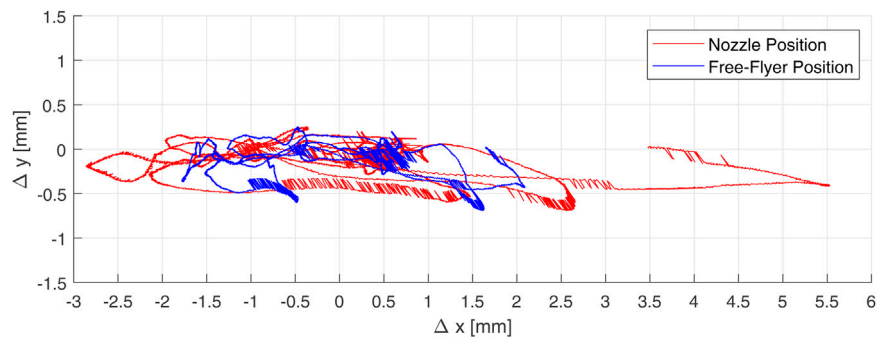 1.5
1
0.5
0
-0.5
-1
-1.5
Δ y [mm]
Nozzle Position
Free-Flyer Position
-3 -2.5 -2 -1.5 -1 -0.5 0 0.5 1 1.5 2 2.5 3 3.5 4 4.5 5 5.5 6
Δ x [mm]